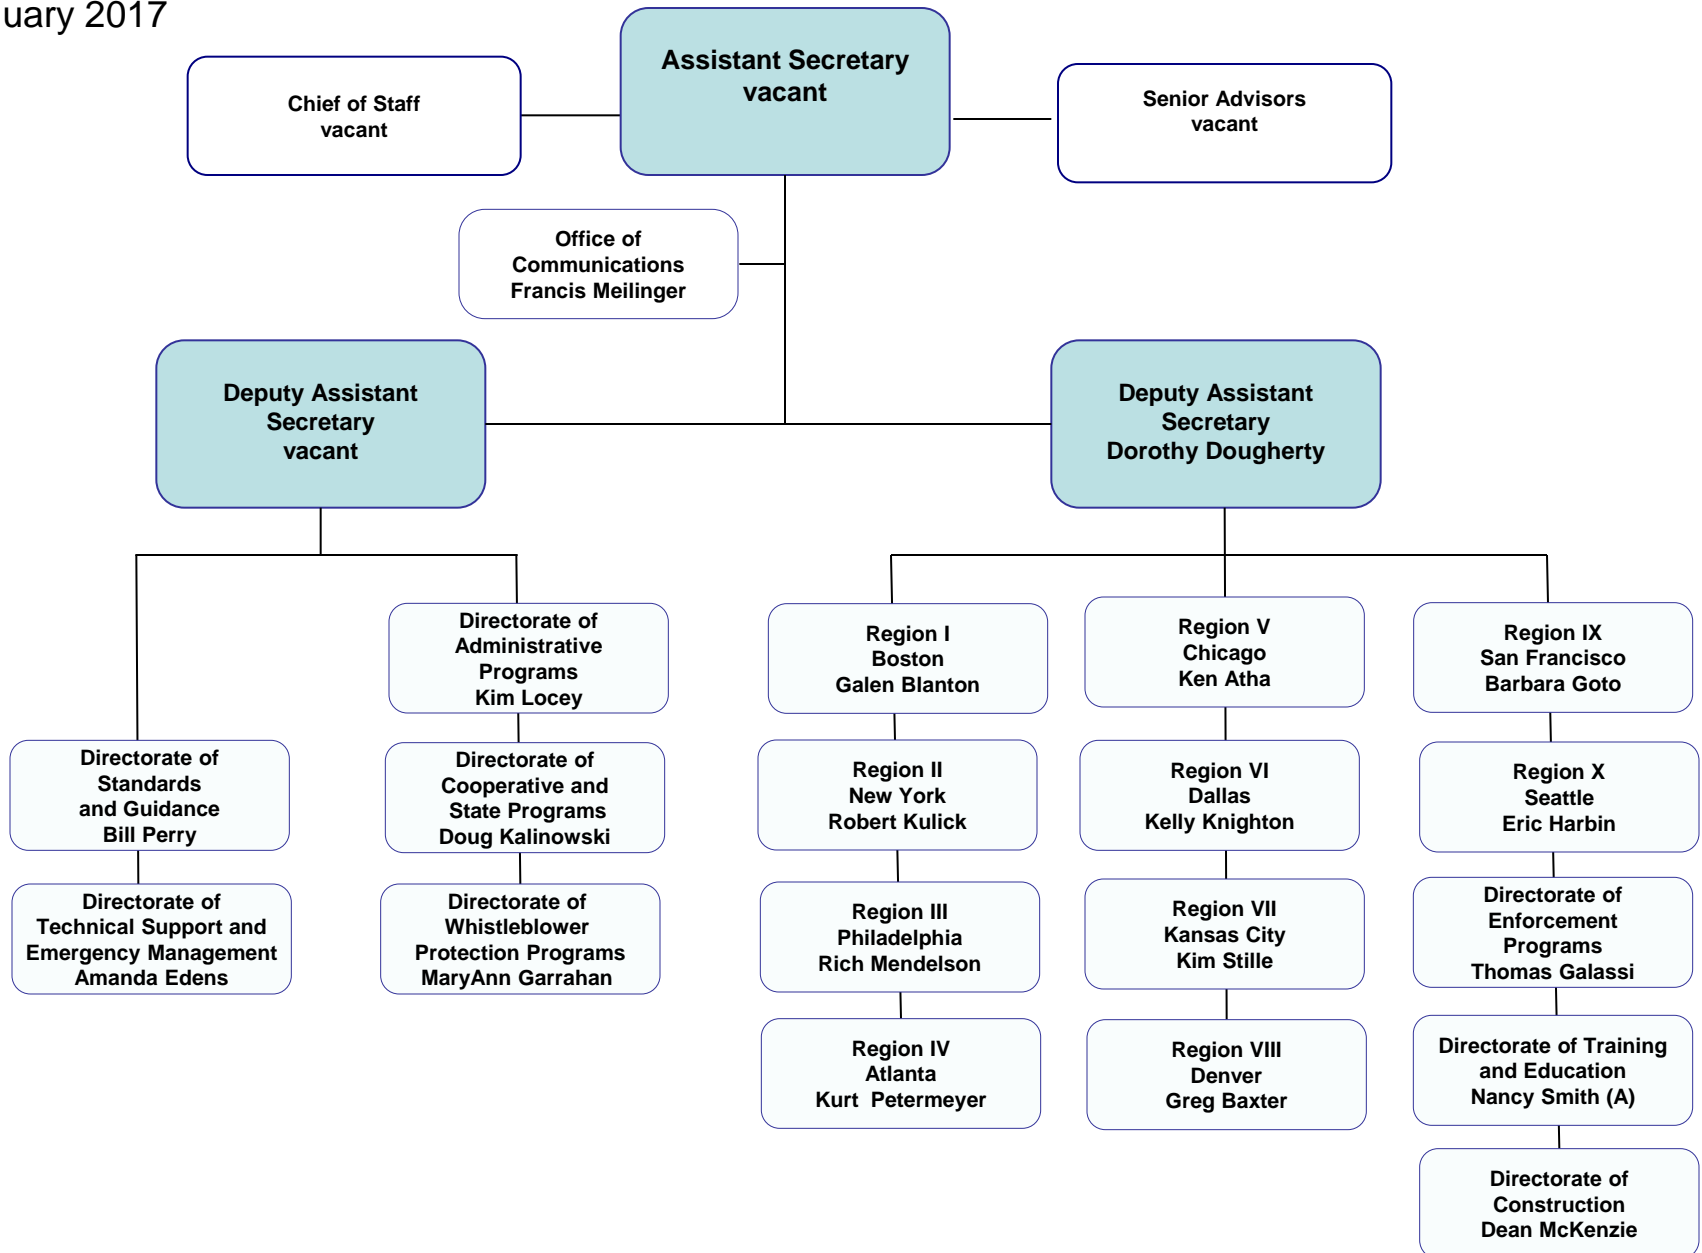 uary 2017
Assistant Secretary
vacant
Chief of Staff
vacant
Senior Advisors
vacant
Office of
Communications
Francis Meilinger
Deputy Assistant
Secretary
vacant
Deputy Assistant
Secretary
Dorothy Dougherty
Directorate of
Administrative
Programs
Kim Locey
Directorate of
Standards
and Guidance
Bill Perry
Directorate of
Cooperative and
State Programs
Doug Kalinowski
Directorate of
Technical Support and
Emergency Management
Amanda Edens
Directorate of
Whistleblower
Protection Programs
MaryAnn Garrahan
Region I
Boston
Galen Blanton
Region II
New York
Robert Kulick
Region III
Philadelphia
Rich Mendelson
Region IV
Atlanta
Kurt  Petermeyer
Region V
Chicago
Ken Atha
Region VI
Dallas
Kelly Knighton
Region VII
Kansas City
Kim Stille
Region VIII
Denver
Greg Baxter
Region IX
San Francisco
Barbara Goto
Region X
Seattle
Eric Harbin
Directorate of
Enforcement
Programs
Thomas Galassi
Directorate of Training
and Education
Nancy Smith (A)
Directorate of
Construction
Dean McKenzie